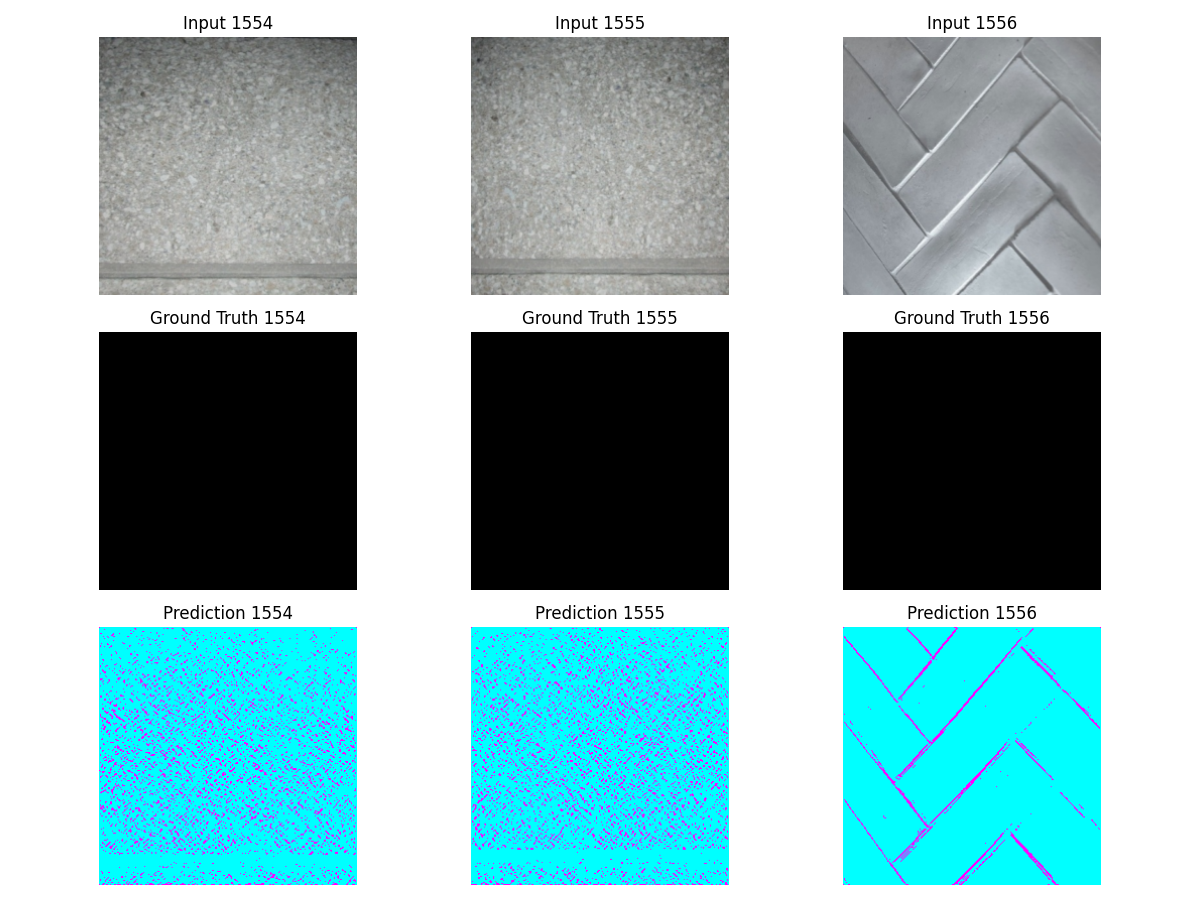 Input 1554
Input 1555
Input 1556
Ground Truth 1554
Ground Truth 1555
Ground Truth 1556
Prediction 1554
Prediction 1555
Prediction 1556